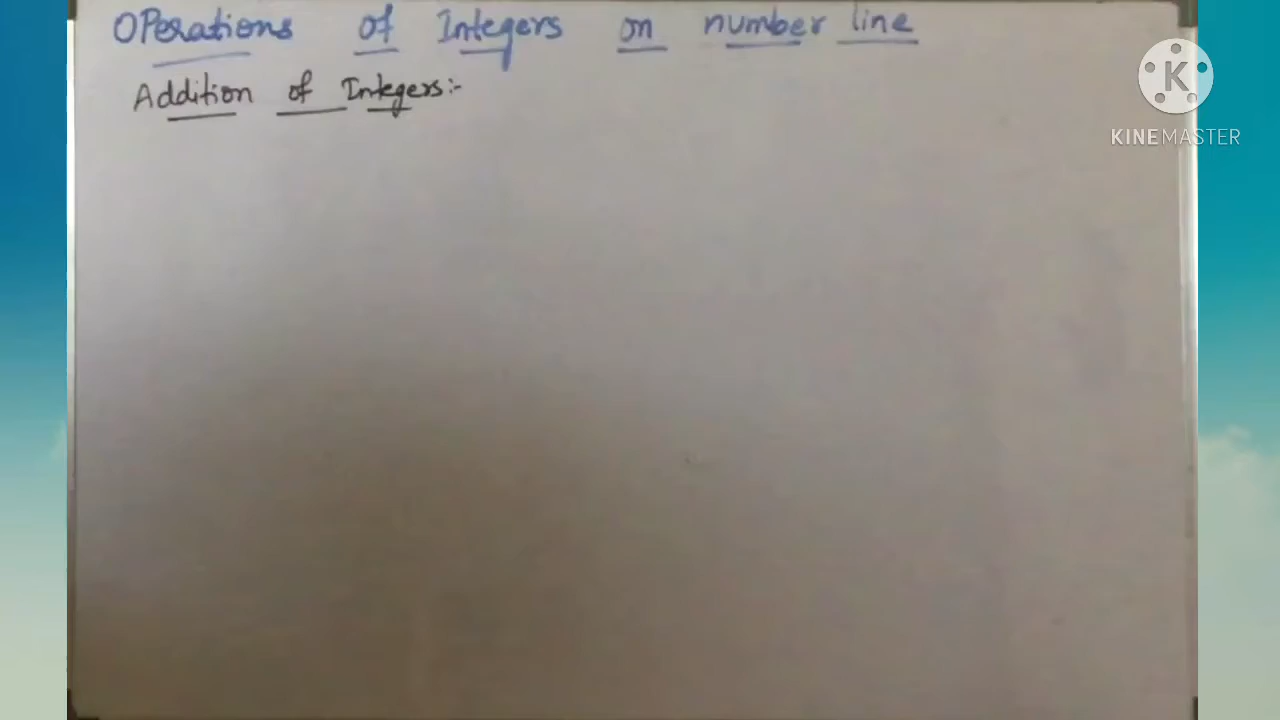 Operations of Integers on number line
Addition of Integers:-
K
KINEMASTER